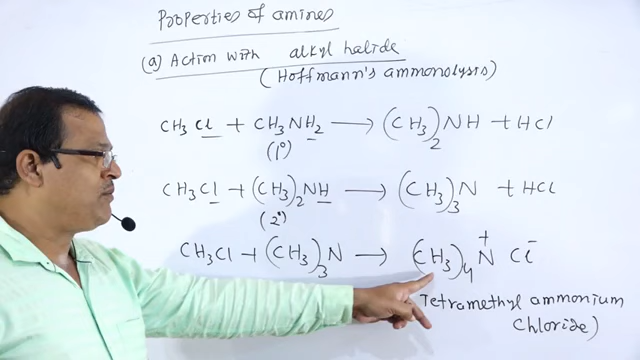 Properties of amines
(a) Action with alkyl halide
(Hoffmann's ammonolysis)
CH3Cl + CH3NH2 ⟶ (CH3)2NH + HCl
(1°)
CH3Cl + (CH3)2NH ⟶ (CH3)3N + HCl
(2°)
CH3Cl + (CH3)3N ⟶ (CH3)4N⁺ Cl⁻
Tetramethyl ammonium
Chloride)